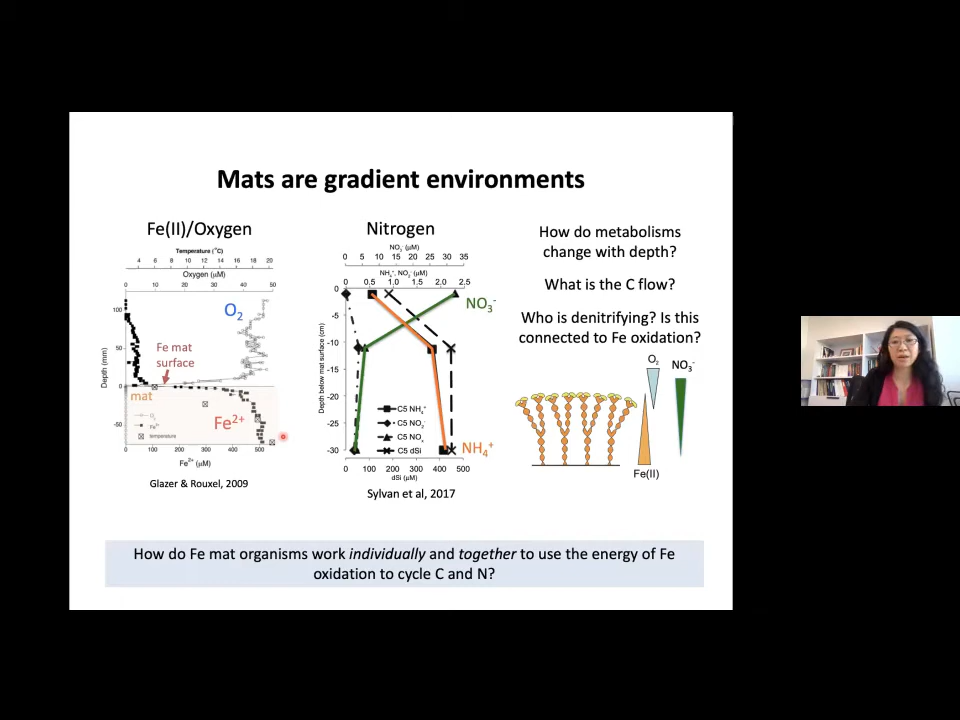 Mats are gradient environments
Fe(II)/Oxygen
Temperature (°C)
4 6 8 10 12 14 16 18 20
Oxygen (μM)
0 10 20 30 40 50
Depth (mm)
100
50
0
-50
O2
Fe mat
surface
mat
Fe2+
O2
Fe2+
temperature
0 100 200 300 400 500
Fe2+ (μM)
Glazer & Rouxel, 2009
Nitrogen
NO3- (μM)
0 5 10 15 20 25 30 35
NH4+, NO2- (μM)
0 0.5 1.0 1.5 2.0 2.5
Depth below mat surface (cm)
0
-5
-10
-15
-20
-25
-30
NO3-
C5 NH4+
C5 NO2-
C5 NOx
C5 dSi
NH4+
0 100 200 300 400 500
dSi (μM)
Sylvan et al, 2017
How do metabolisms
change with depth?
What is the C flow?
Who is denitrifying? Is this
connected to Fe oxidation?
O2 NO3-
Fe(II)
How do Fe mat organisms work individually and together to use the energy of Fe
oxidation to cycle C and N?